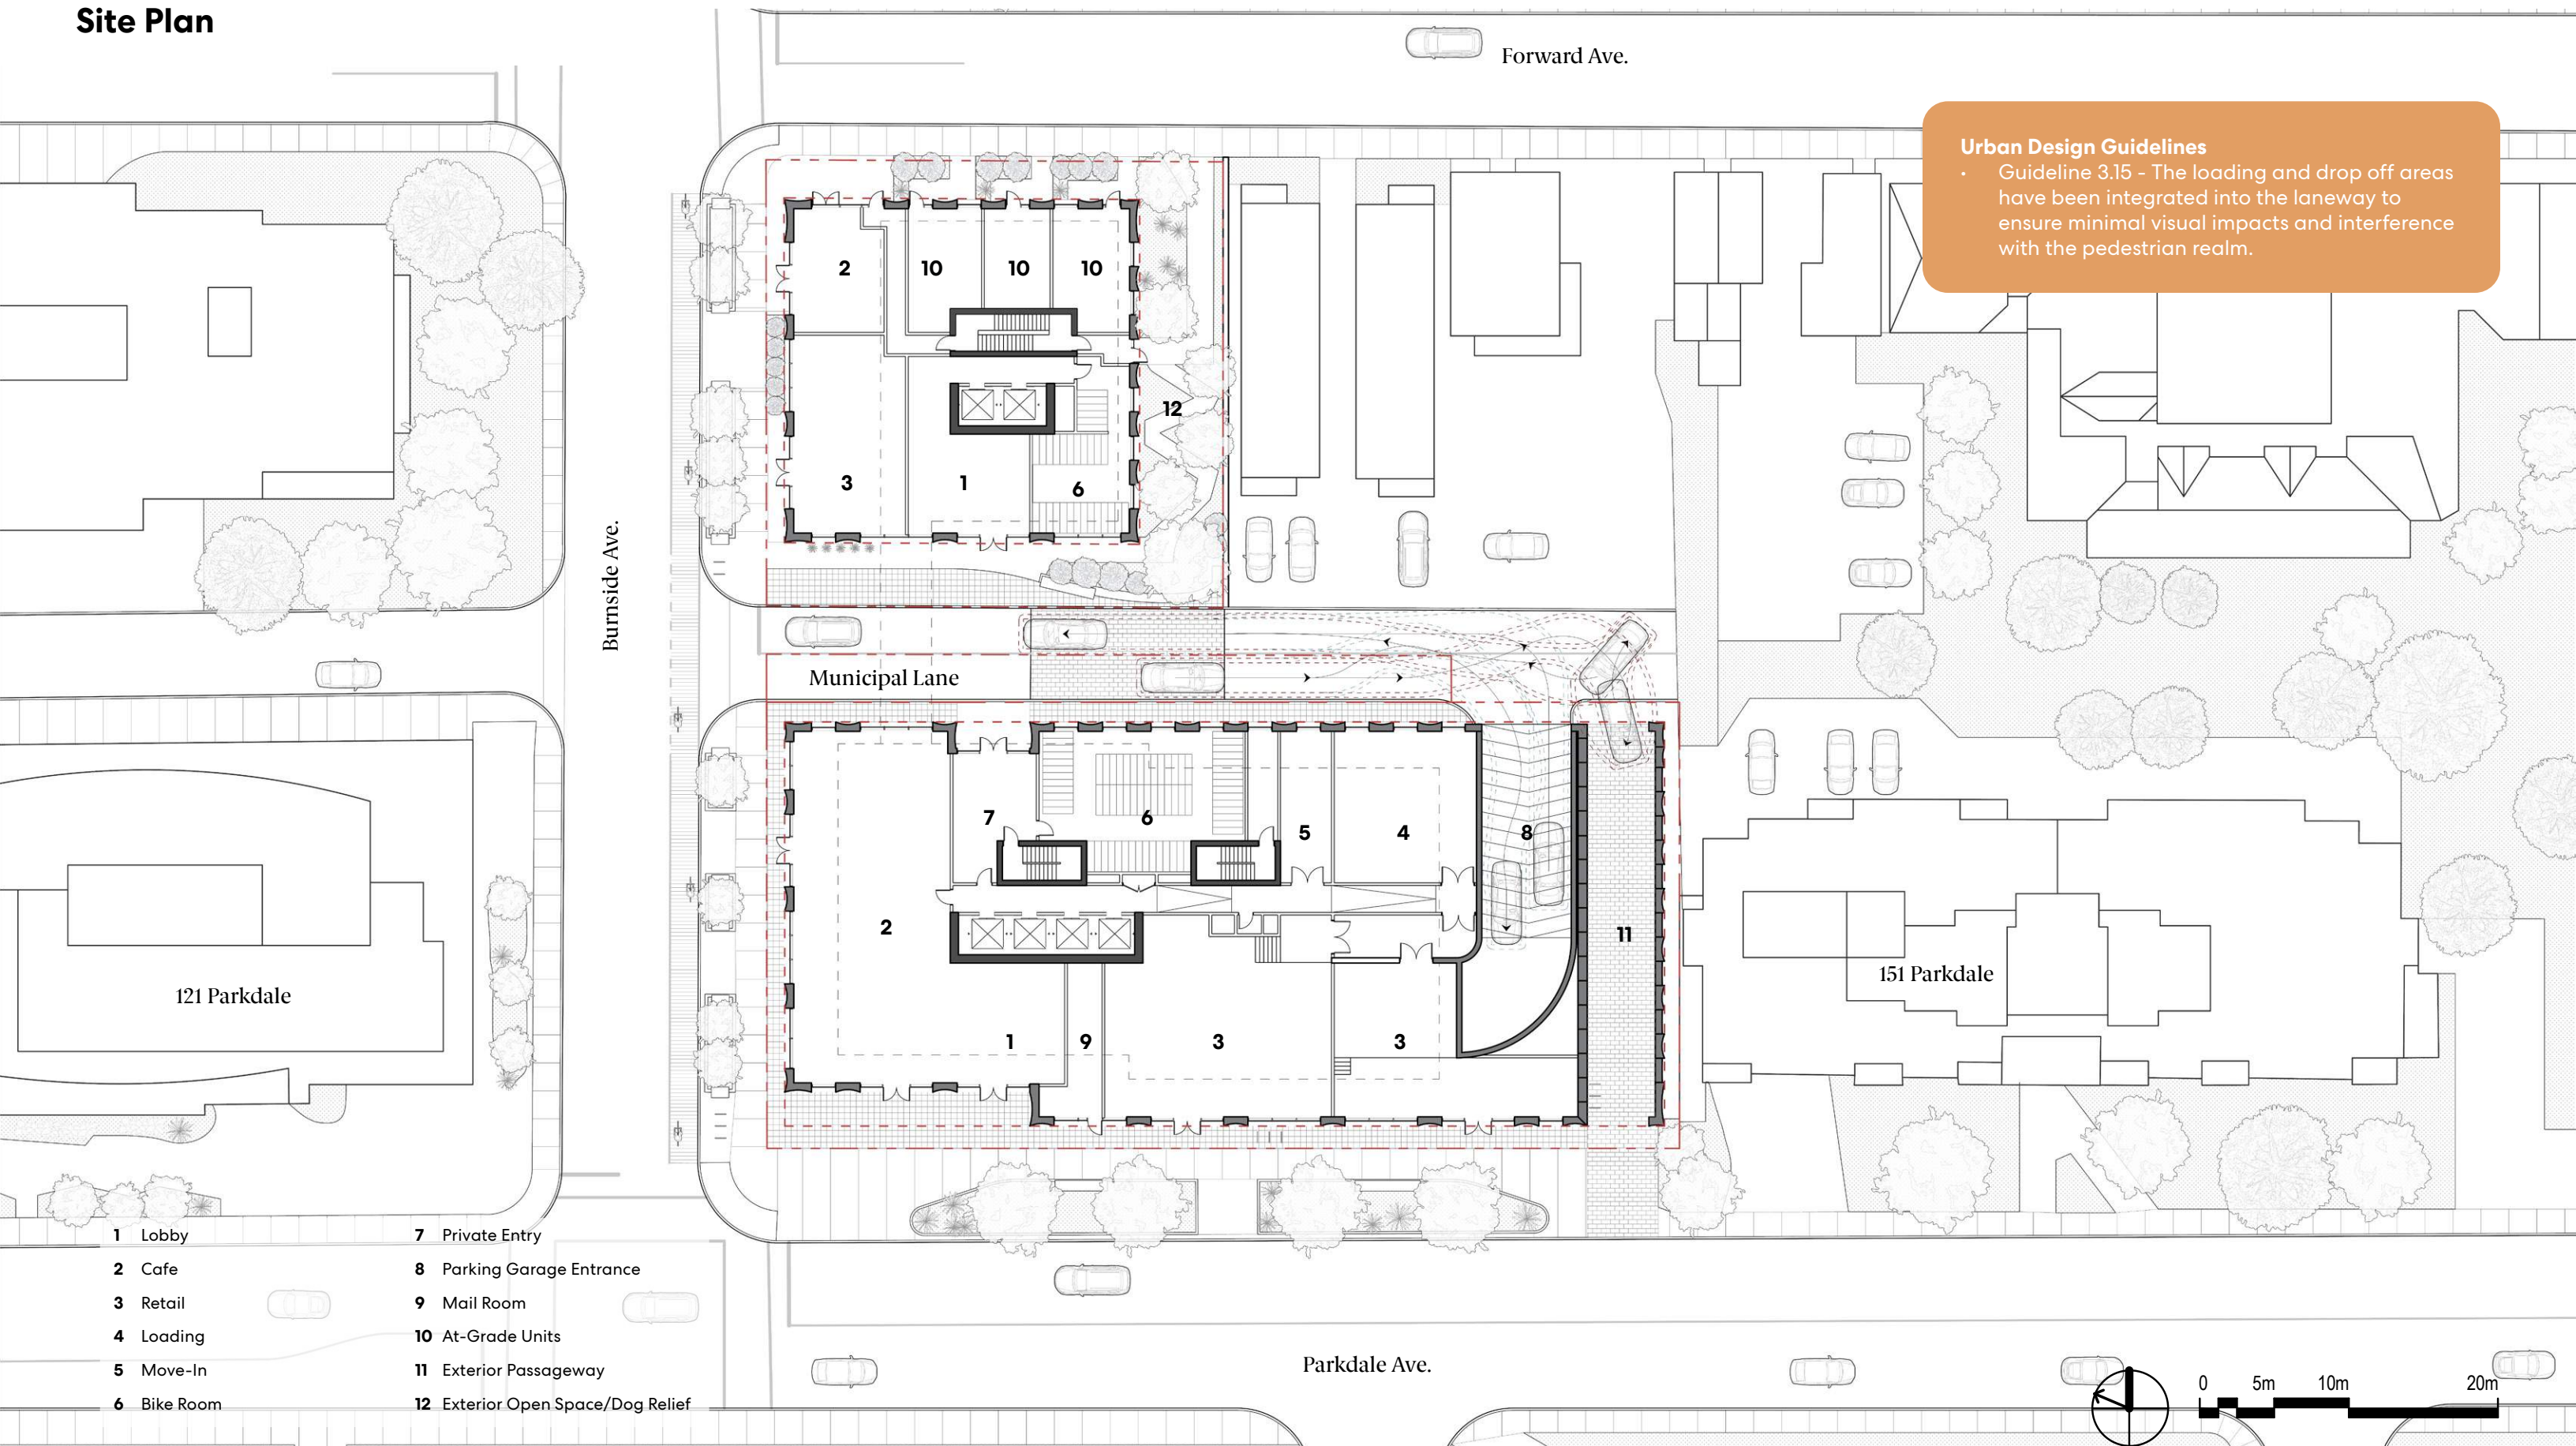 Site Plan
Forward Ave.
Urban Design Guidelines
• Guideline 3.15 - The loading and drop off areas
have been integrated into the laneway to
ensure minimal visual impacts and interference
with the pedestrian realm.
2
10
10
10
12
3
1
6
Burnside Ave.
Municipal Lane
7
6
5
4
8
2
11
121 Parkdale
151 Parkdale
1
9
3
3
1 Lobby
2 Cafe
3 Retail
4 Loading
5 Move-In
6 Bike Room
7 Private Entry
8 Parking Garage Entrance
9 Mail Room
10 At-Grade Units
11 Exterior Passageway
12 Exterior Open Space/Dog Relief
Parkdale Ave.
0 5m 10m 20m